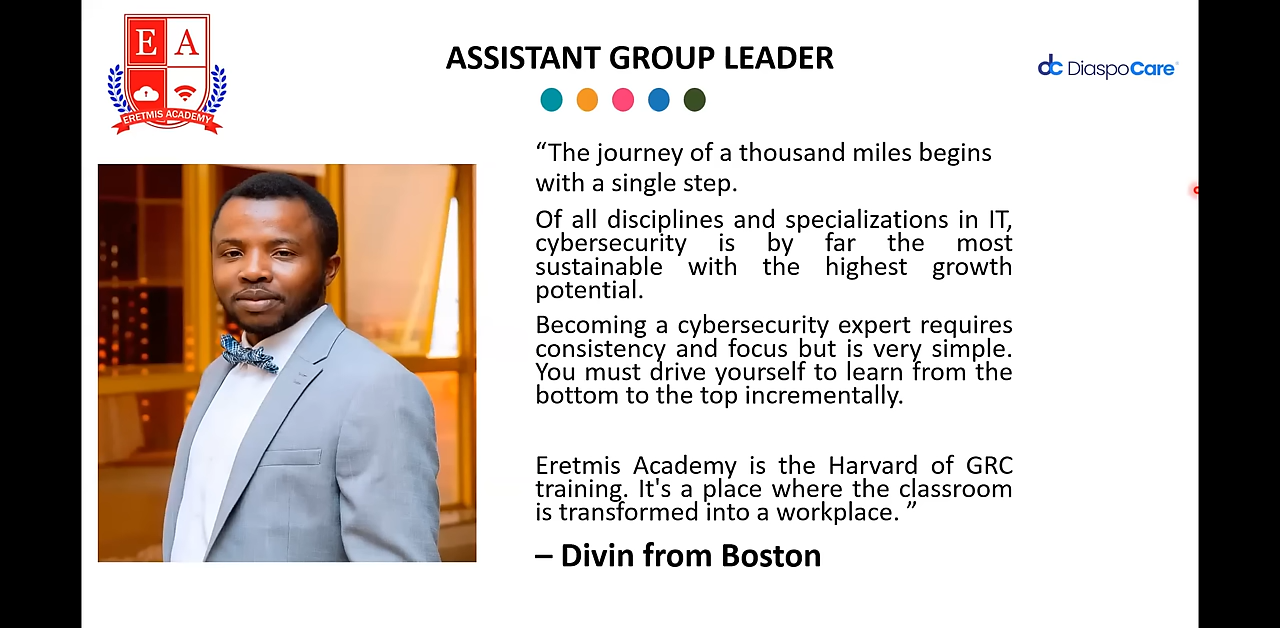 E A
ERETMIS ACADEMY
ASSISTANT GROUP LEADER
dc DiaspoCare®
“The journey of a thousand miles begins
with a single step.
Of all disciplines and specializations in IT,
cybersecurity is by far the most
sustainable with the highest growth
potential.
Becoming a cybersecurity expert requires
consistency and focus but is very simple.
You must drive yourself to learn from the
bottom to the top incrementally.
Eretmis Academy is the Harvard of GRC
training. It's a place where the classroom
is transformed into a workplace. ”
– Divin from Boston